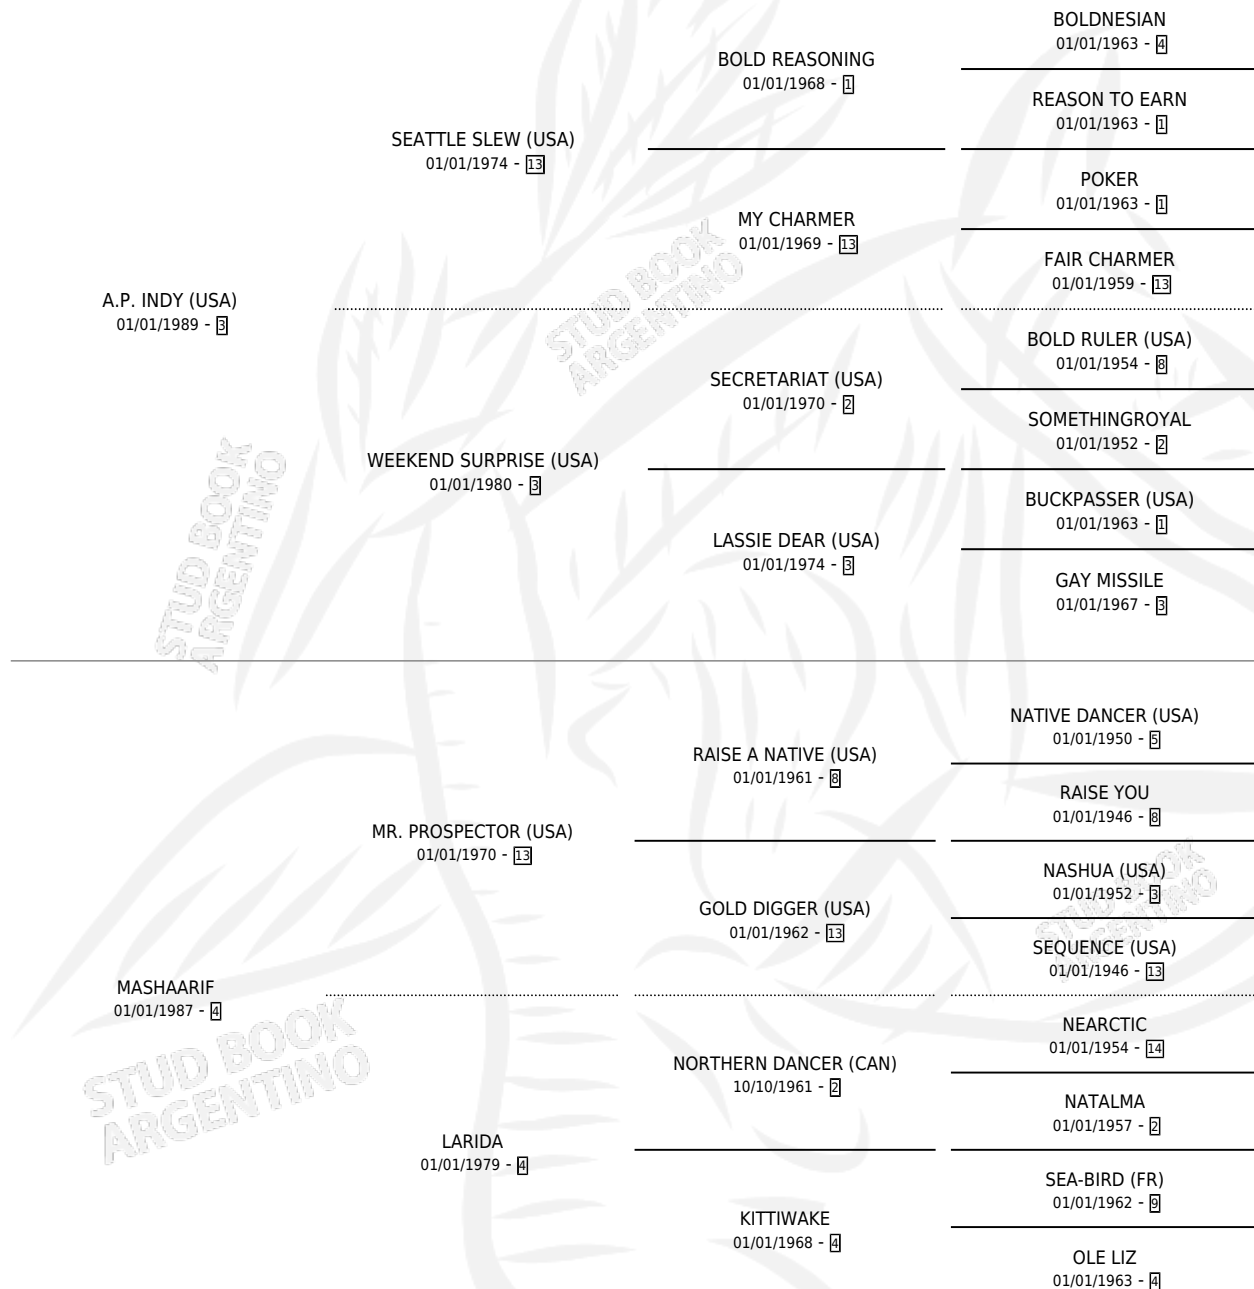 BOLDNESIAN
01/01/1963 - 4
BOLD REASONING
01/01/1968 - 1
REASON TO EARN
01/01/1963 - 1
SEATTLE SLEW (USA)
01/01/1974 - 13
POKER
01/01/1963 - 1
MY CHARMER
01/01/1969 - 13
FAIR CHARMER
01/01/1959 - 13
A.P. INDY (USA)
01/01/1989 - 3
STUD BOOK
ARGENTINO
BOLD RULER (USA)
01/01/1954 - 8
SECRETARIAT (USA)
01/01/1970 - 2
SOMETHINGROYAL
01/01/1952 - 2
WEEKEND SURPRISE (USA)
01/01/1980 - 3
BUCKPASSER (USA)
01/01/1963 - 1
LASSIE DEAR (USA)
01/01/1974 - 3
GAY MISSILE
01/01/1967 - 3
STUD BOOK
ARGENTINO
NATIVE DANCER (USA)
01/01/1950 - 5
RAISE A NATIVE (USA)
01/01/1961 - 8
RAISE YOU
01/01/1946 - 8
MR. PROSPECTOR (USA)
01/01/1970 - 13
NASHUA (USA)
01/01/1952 - 3
GOLD DIGGER (USA)
01/01/1962 - 13
SEQUENCE (USA)
01/01/1946 - 13
STUD BOOK
ARGENTINO
MASHAARIF
01/01/1987 - 4
NEARCTIC
01/01/1954 - 14
NORTHERN DANCER (CAN)
10/10/1961 - 2
NATALMA
01/01/1957 - 2
STUD BOOK
ARGENTINO
LARIDA
01/01/1979 - 4
SEA-BIRD (FR)
01/01/1962 - 9
KITTIWAKE
01/01/1968 - 4
OLE LIZ
01/01/1963 - 4